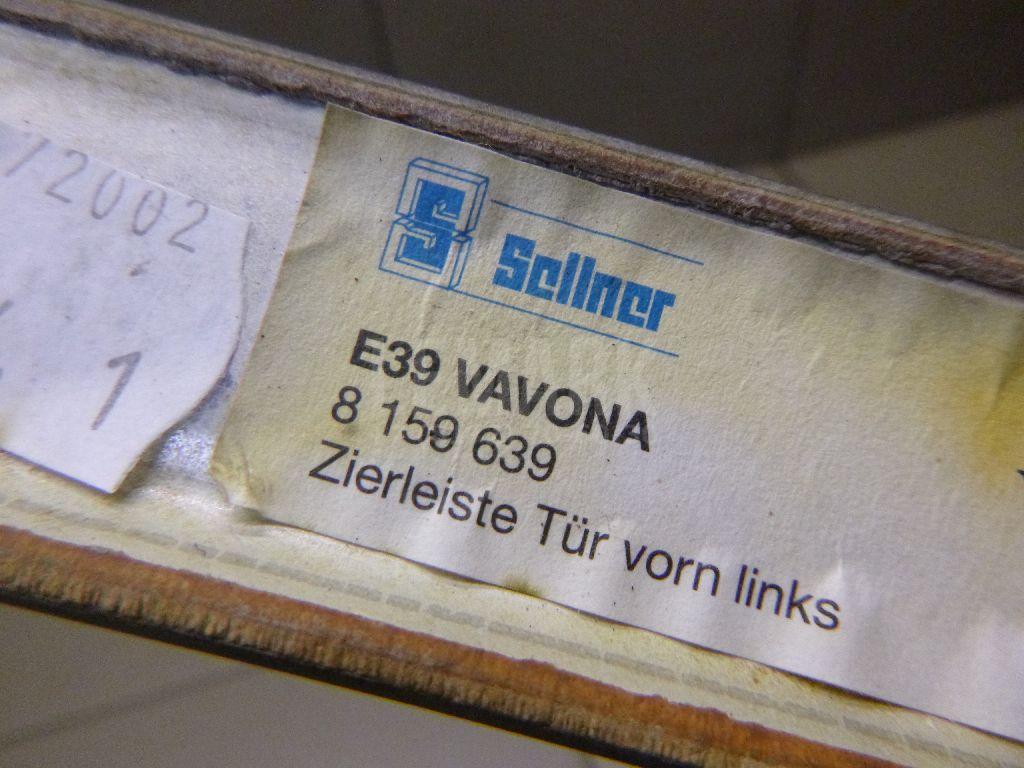 /2002
1
Sellner
E39 VAVONA
8 159 639
Zierleiste Tür vorn links